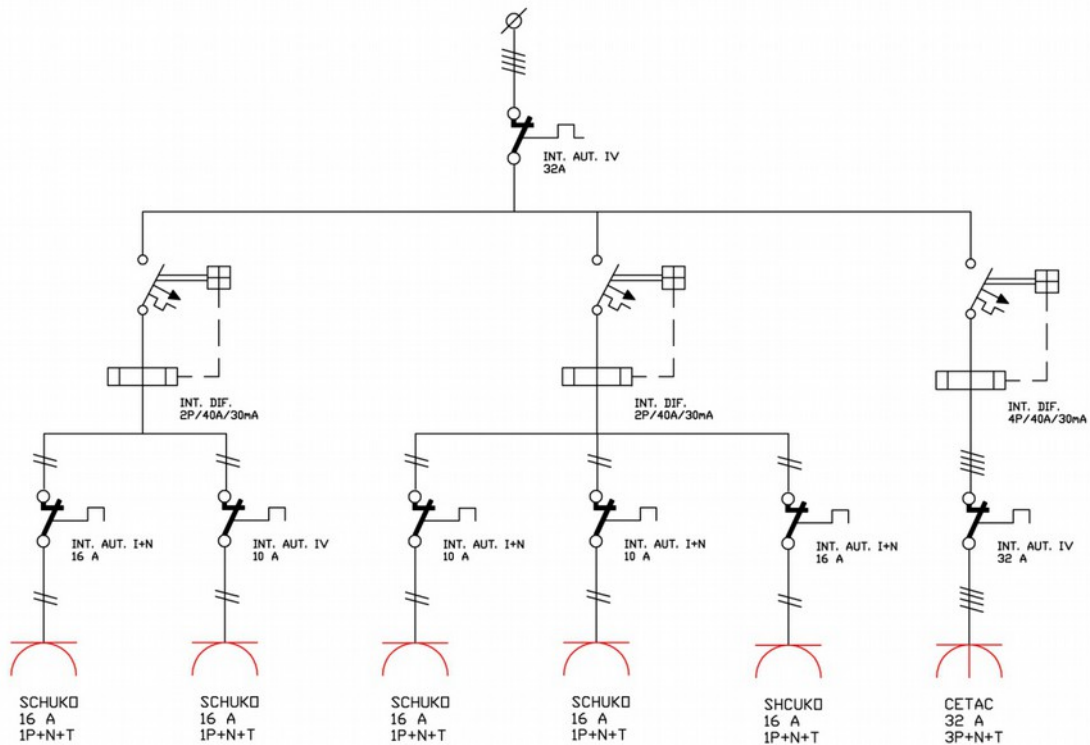 INT. AUT. IV
32A
INT. DIF.
2P/40A/30mA
INT. DIF.
2P/40A/30mA
INT. DIF.
4P/40A/30mA
INT. AUT. I+N
16 A
INT. AUT. IV
10 A
INT. AUT. I+N
10 A
INT. AUT. I+N
10 A
INT. AUT. I+N
16 A
INT. AUT. IV
32 A
SCHUKO
16 A
1P+N+T
SCHUKO
16 A
1P+N+T
SCHUKO
16 A
1P+N+T
SCHUKO
16 A
1P+N+T
SHCUKO
16 A
1P+N+T
CETAC
32 A
3P+N+T